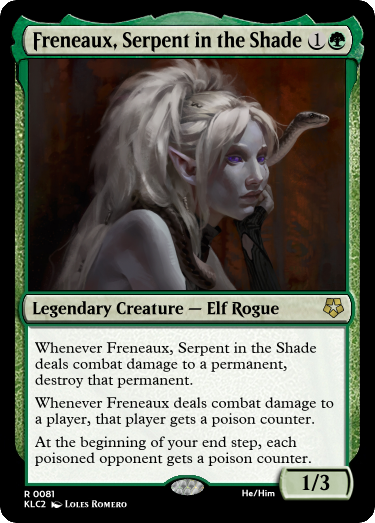 Freneaux, Serpent in the Shade 1
Legendary Creature — Elf Rogue
Whenever Freneaux, Serpent in the Shade
deals combat damage to a permanent,
destroy that permanent.
Whenever Freneaux deals combat damage to
a player, that player gets a poison counter.
At the beginning of your end step, each
poisoned opponent gets a poison counter.
1/3
R 0081
He/Him
KLC2 Loles Romero